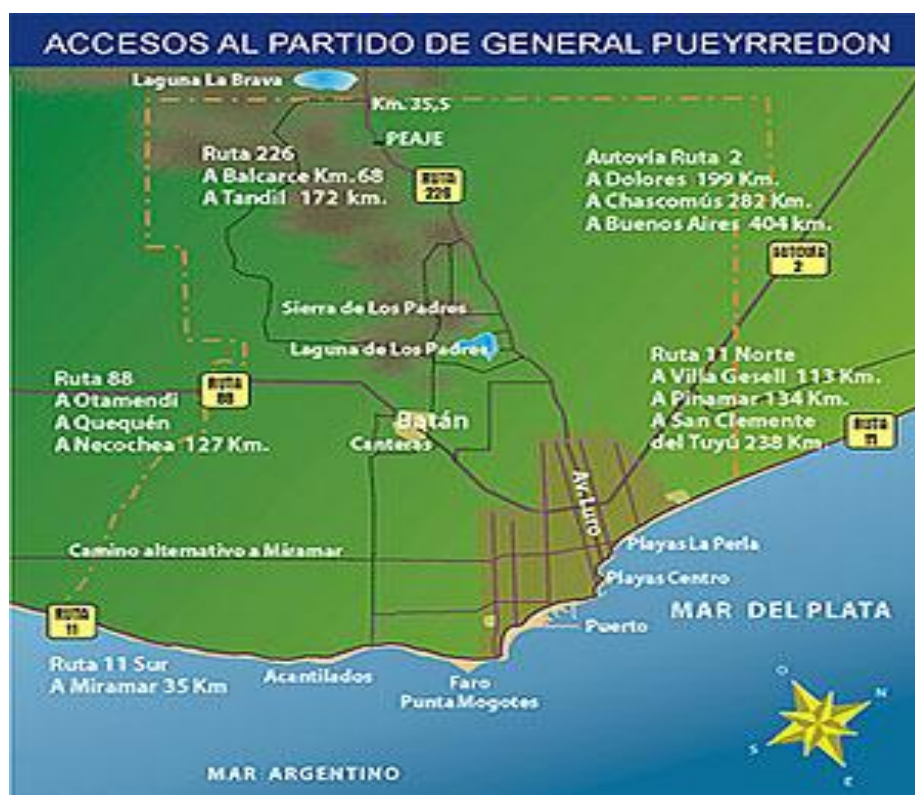 ACCESOS AL PARTIDO DE GENERAL PUEYRREDON
Laguna La Brava
Km. 35,5
PEAJE
Ruta 226
A Balcarce Km. 68
A Tandil 172 km.
RUTA
226
Autovía Ruta 2
A Dolores 199 Km.
A Chascomús 282 Km.
A Buenos Aires 404 km.
AUTOVIA
2
Sierra de Los Padres
Laguna de Los Padres
Ruta 88
A Otamendi
A Quequén
A Necochea 127 Km.
RUTA
88
Batán
Canteras
Ruta 11 Norte
A Villa Gesell 113 Km.
A Pinamar 134 Km.
A San Clemente
del Tuyú 238 Km.
RUTA
11
Av. Luro
Camino alternativo a Miramar
Playas La Perla
Playas Centro
MAR DEL PLATA
Puerto
RUTA
11
Ruta 11 Sur
A Miramar 35 Km
Acantilados
Faro
Punta Mogotes
MAR ARGENTINO
O
N
S
E